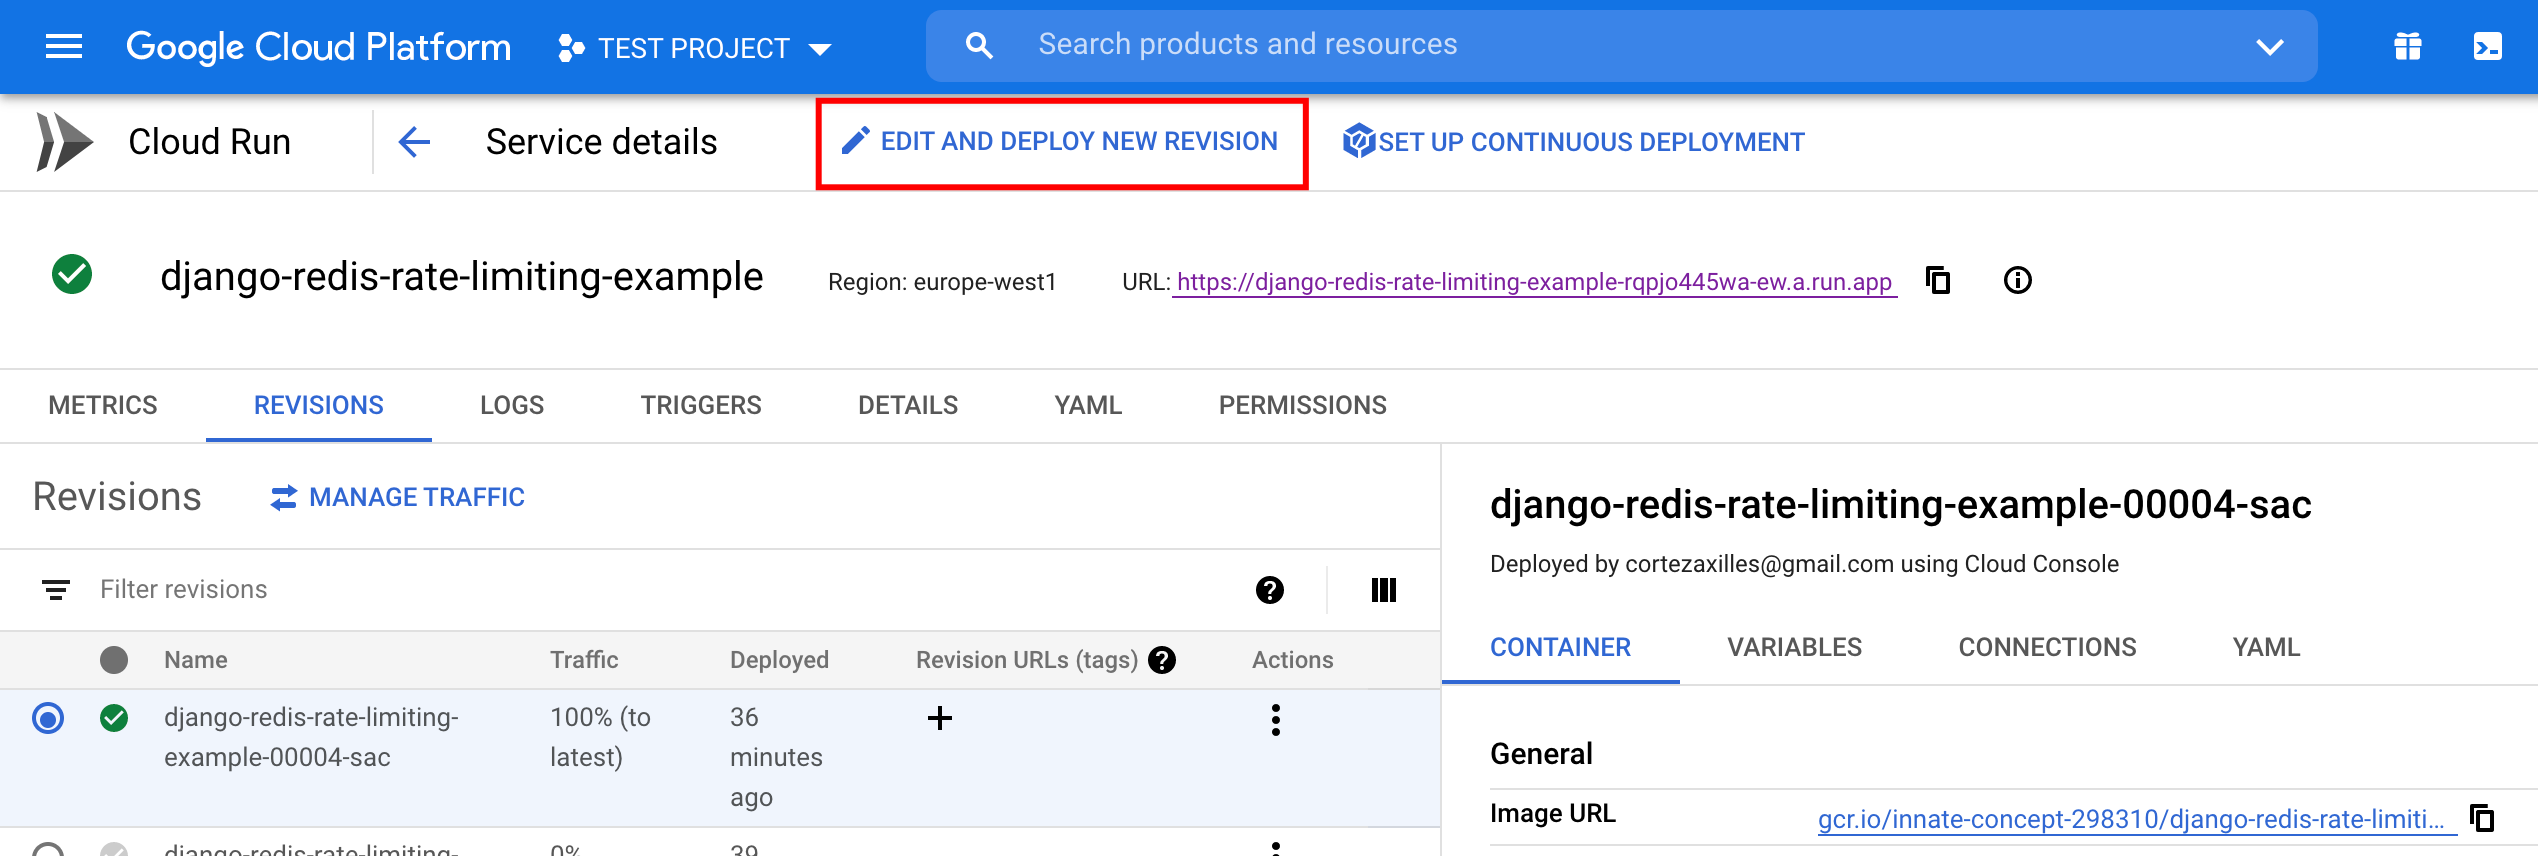 Google Cloud Platform
TEST PROJECT
Search products and resources
Cloud Run
Service details
EDIT AND DEPLOY NEW REVISION
SET UP CONTINUOUS DEPLOYMENT
django-redis-rate-limiting-example
Region: europe-west1
URL: https://django-redis-rate-limiting-example-rqpjo445wa-ew.a.run.app
METRICS
REVISIONS
LOGS
TRIGGERS
DETAILS
YAML
PERMISSIONS
Revisions
MANAGE TRAFFIC
Filter revisions
Name
Traffic
Deployed
Revision URLs (tags)
Actions
django-redis-rate-limiting-
example-00004-sac
100% (to
latest)
36
minutes
ago
django-redis-rate-limiting-
0%
39
django-redis-rate-limiting-example-00004-sac
Deployed by cortezaxilles@gmail.com using Cloud Console
CONTAINER
VARIABLES
CONNECTIONS
YAML
General
Image URL
gcr.io/innate-concept-298310/django-redis-rate-limiti...